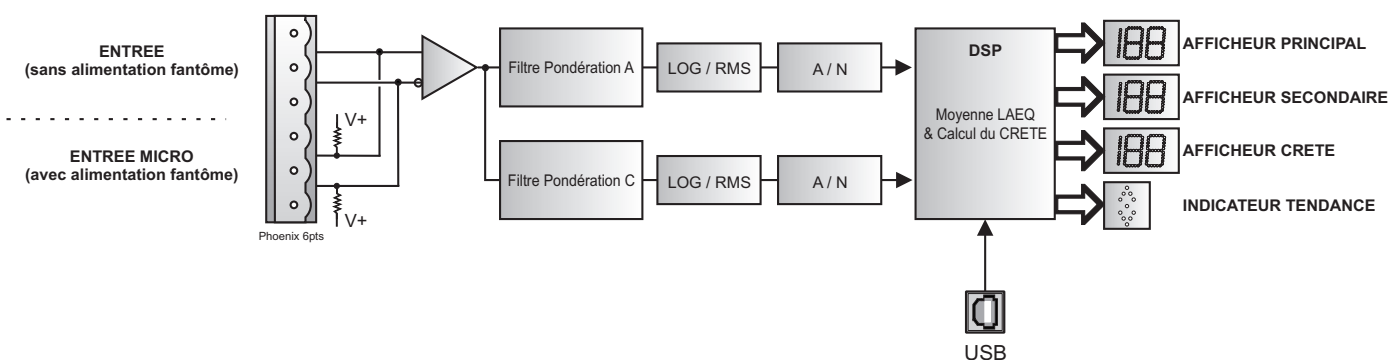 ENTREE
(sans alimentation fantôme)
ENTREE MICRO
(avec alimentation fantôme)
V+
V+
Phoenix 6pts
Filtre Pondération A
LOG / RMS
A / N
Filtre Pondération C
LOG / RMS
A / N
DSP
Moyenne LAEQ
& Calcul du CRETE
188
AFFICHEUR PRINCIPAL
188
AFFICHEUR SECONDAIRE
188
AFFICHEUR CRETE
INDICATEUR TENDANCE
USB